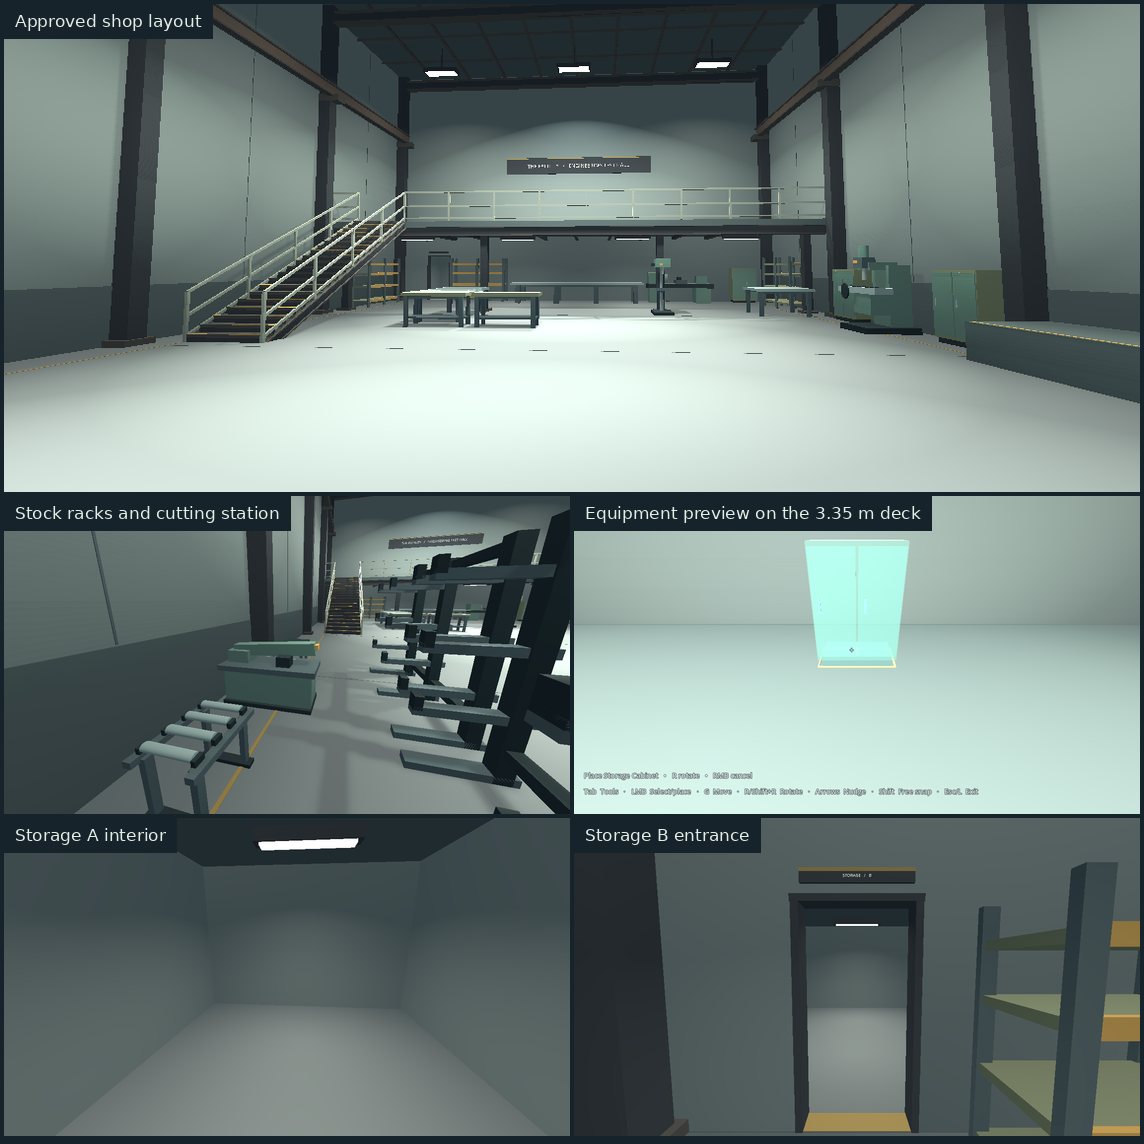 Approved shop layout
Stock racks and cutting station
Equipment preview on the 3.35 m deck
Place Storage Cabinet • R rotate • RMB cancel
Tab Tools • LMB Select/place • G Move • R/Shift+R Rotate • Arrows Nudge • Shift Free snap • Esc/L Exit
Storage A interior
Storage B entrance
STORAGE / B